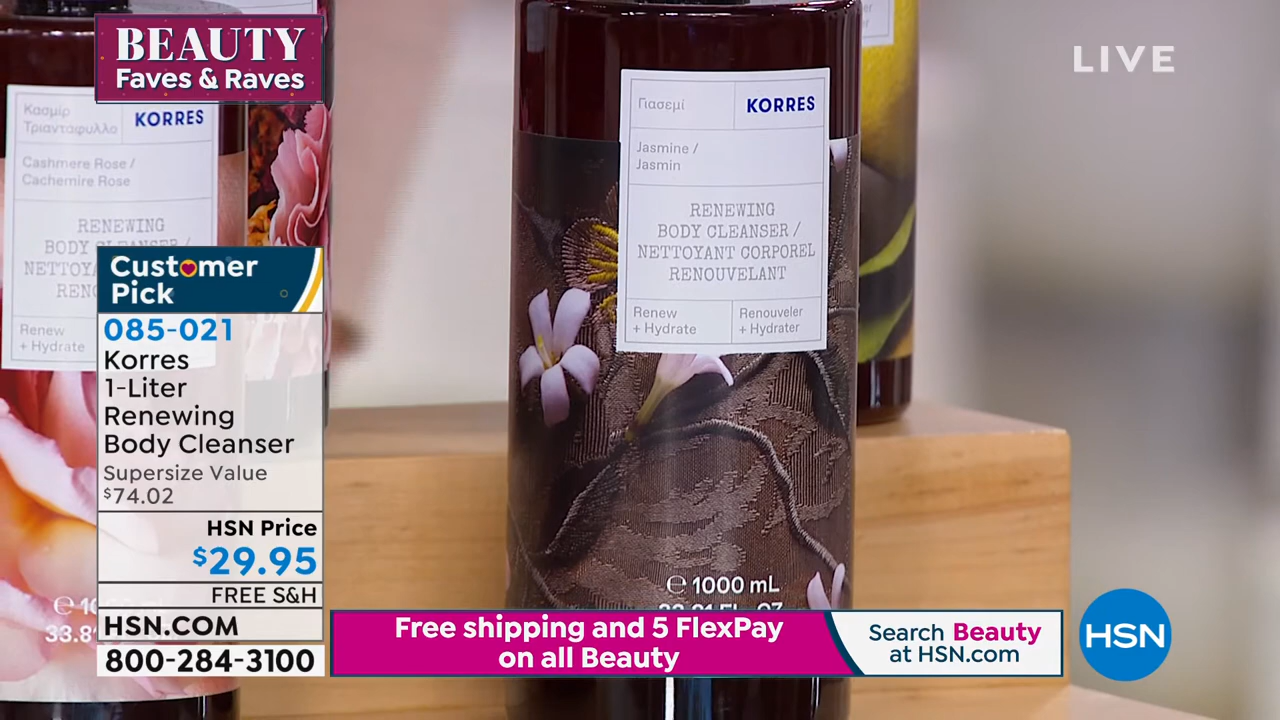 BEAUTY
Faves & Raves
LIVE
Κασμίρ
Τριαντάφυλλο
KORRES
Cashmere Rose /
Cachemire Rose
RENEWING
BODY CLEANSER /
Renew
+ Hydrate
Γιασεμί
KORRES
Jasmine /
Jasmin
RENEWING
BODY CLEANSER /
NETTOYANT CORPOREL
RENOUVELANT
Renew
+ Hydrate
Renouveler
+ Hydrater
℮ 1000 mL
Customer
Pick
085-021
Korres
1-Liter
Renewing
Body Cleanser
Supersize Value
$74.02
HSN Price
$29.95
FREE S&H
HSN.COM
800-284-3100
Free shipping and 5 FlexPay
on all Beauty
Search Beauty
at HSN.com
HSN